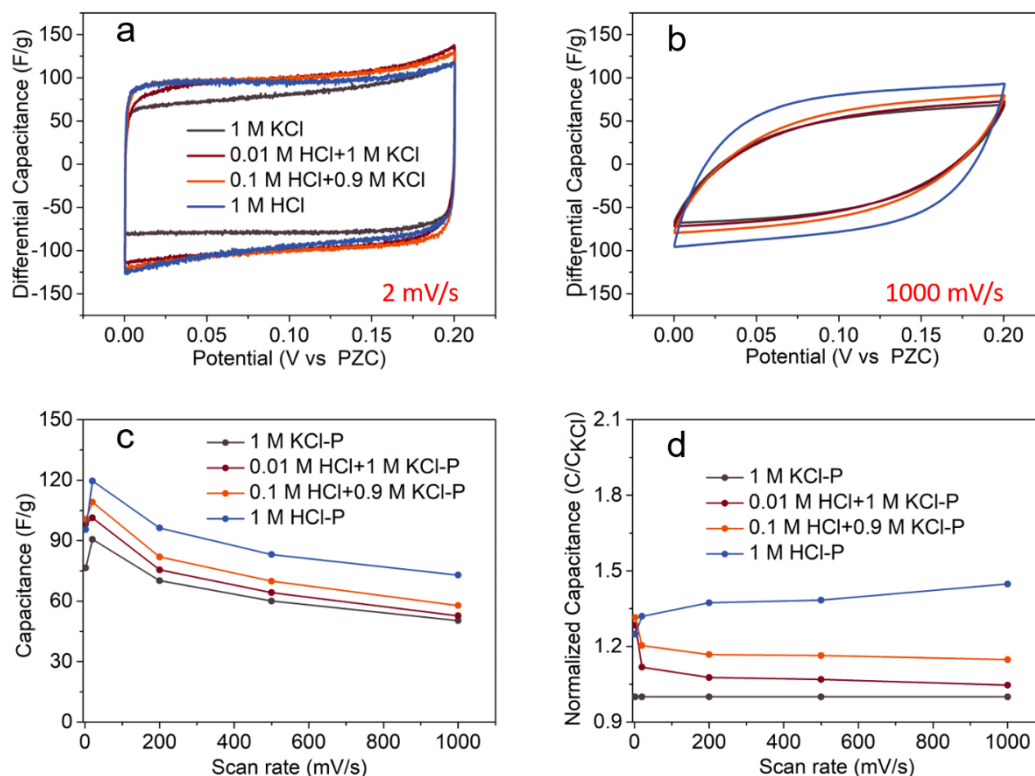 a
Differential Capacitance (F/g)
150
100
50
0
-50
-100
-150
1 M KCl
0.01 M HCl+1 M KCl
0.1 M HCl+0.9 M KCl
1 M HCl
2 mV/s
0.00 0.05 0.10 0.15 0.20
Potential (V vs PZC)
b
Differential Capacitance (F/g)
150
100
50
0
-50
-100
-150
1000 mV/s
0.00 0.05 0.10 0.15 0.20
Potential (V vs PZC)
c
Capacitance (F/g)
150
120
90
60
30
0
1 M KCl-P
0.01 M HCl+1 M KCl-P
0.1 M HCl+0.9 M KCl-P
1 M HCl-P
0 200 400 600 800 1000
Scan rate (mV/s)
d
Normalized Capacitance (C/CKCl)
2.1
1.8
1.5
1.2
0.9
1 M KCl-P
0.01 M HCl+1 M KCl-P
0.1 M HCl+0.9 M KCl-P
1 M HCl-P
0 200 400 600 800 1000
Scan rate (mV/s)